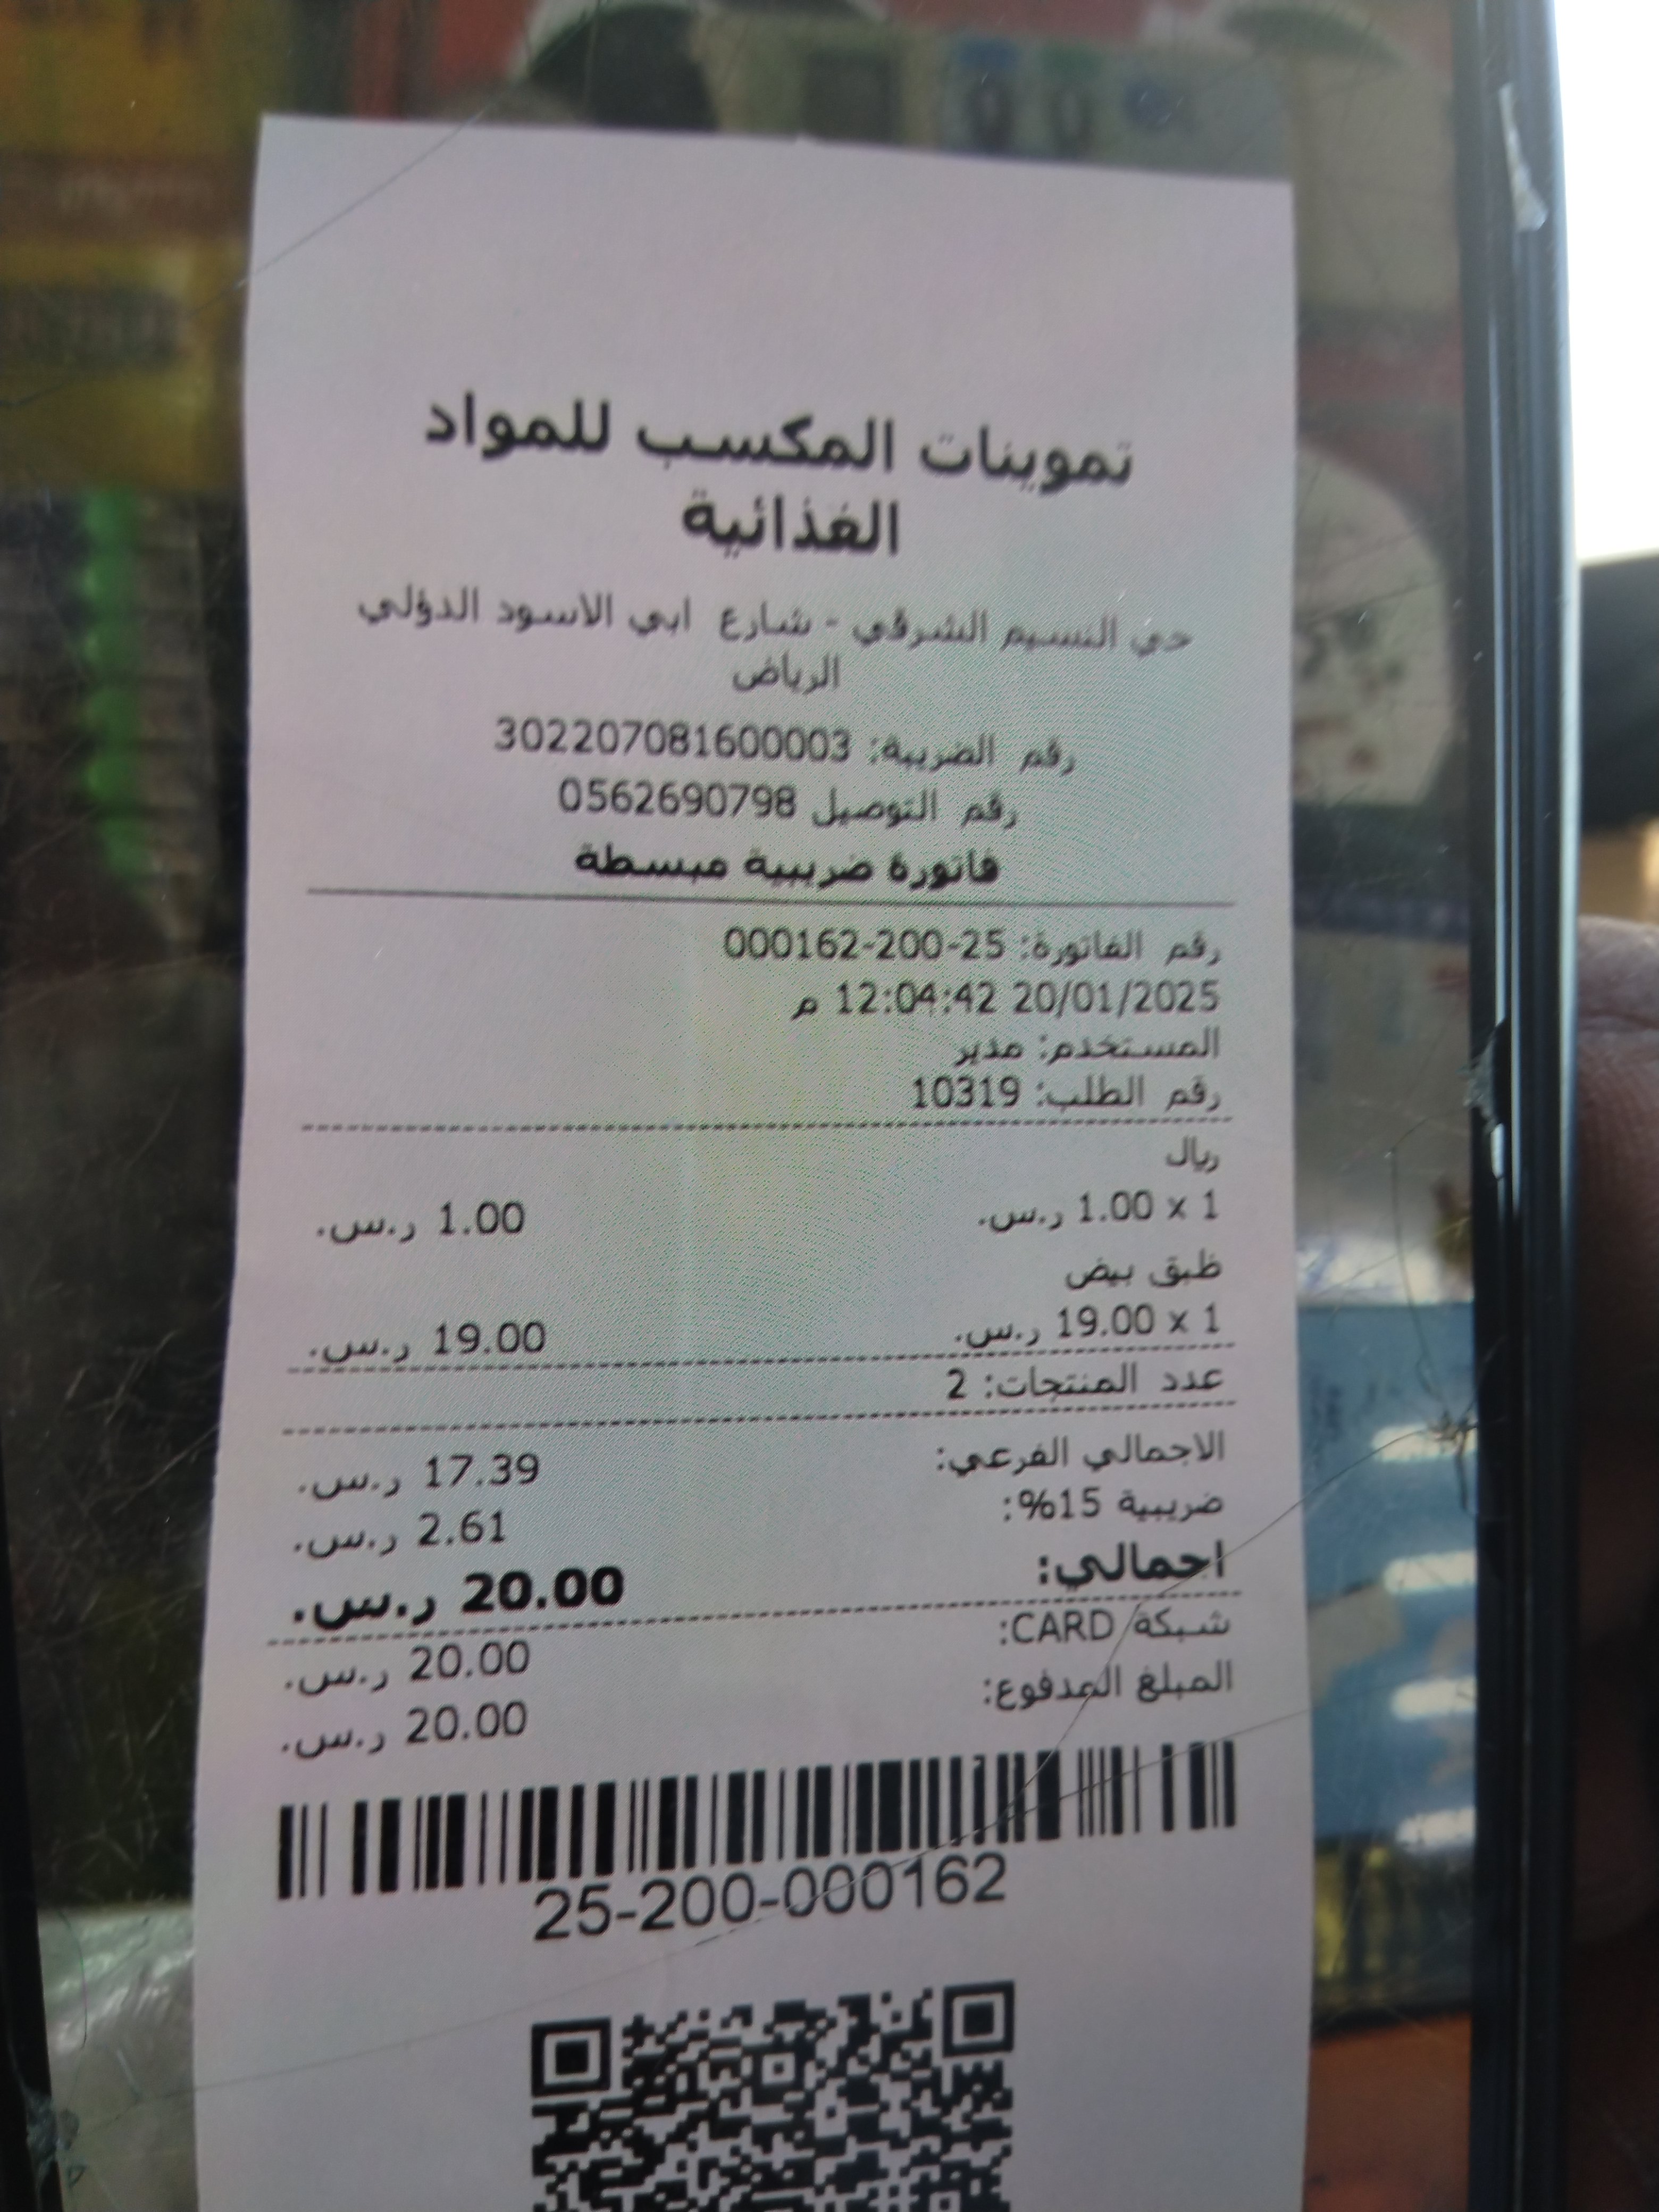 تموينات المكسب للمواد
الغذائية
حي النسيم الشرقي - شارع ابي الاسود الدؤلي
الرياض
رقم الضريبة: 302207081600003
رقم التوصيل 0562690798
فاتورة ضريبية مبسطة
رقم الفاتورة: 25-200-000162
20/01/2025 12:04:42 م
المستخدم: مدير
رقم الطلب: 10319
ريال
1 x 1.00 ر.س. 1.00 ر.س.
ظبق بيض
1 x 19.00 ر.س. 19.00 ر.س.
عدد المنتجات: 2
الاجمالي الفرعي: 17.39 ر.س.
ضريبية 15%: 2.61 ر.س.
اجمالي: 20.00 ر.س.
شبكة CARD: 20.00 ر.س.
المبلغ المدفوع: 20.00 ر.س.
25-200-000162